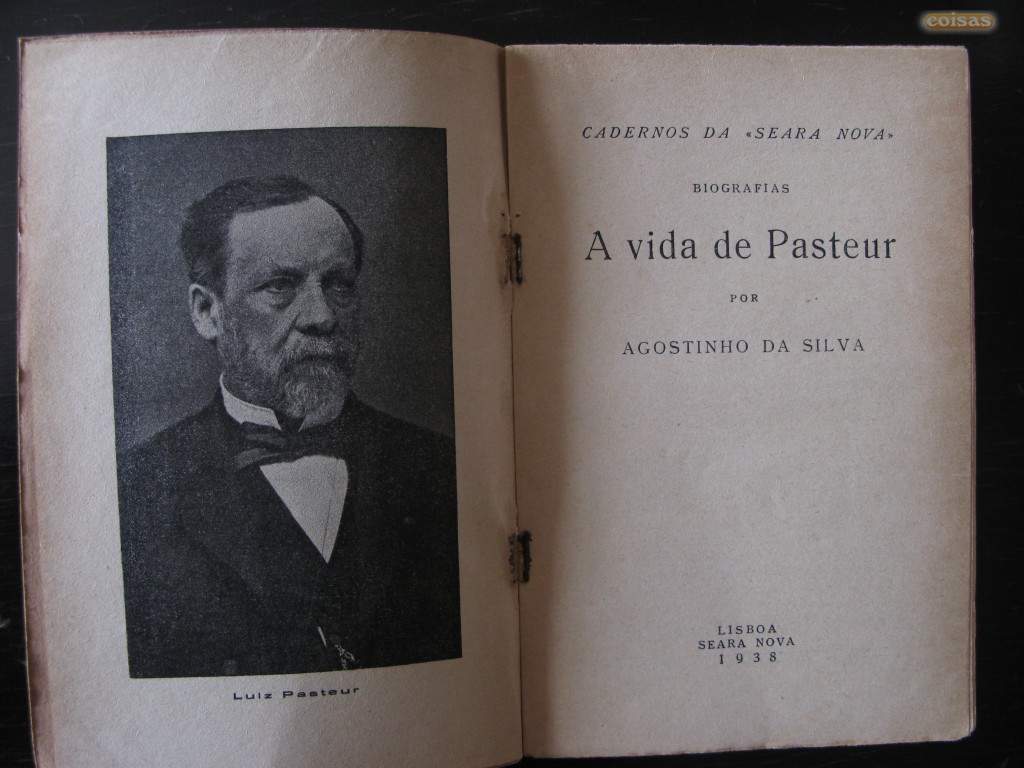 coisas
Luiz Pasteur
CADERNOS DA «SEARA NOVA»
BIOGRAFIAS
A vida de Pasteur
POR
AGOSTINHO DA SILVA
LISBOA
SEARA NOVA
1938